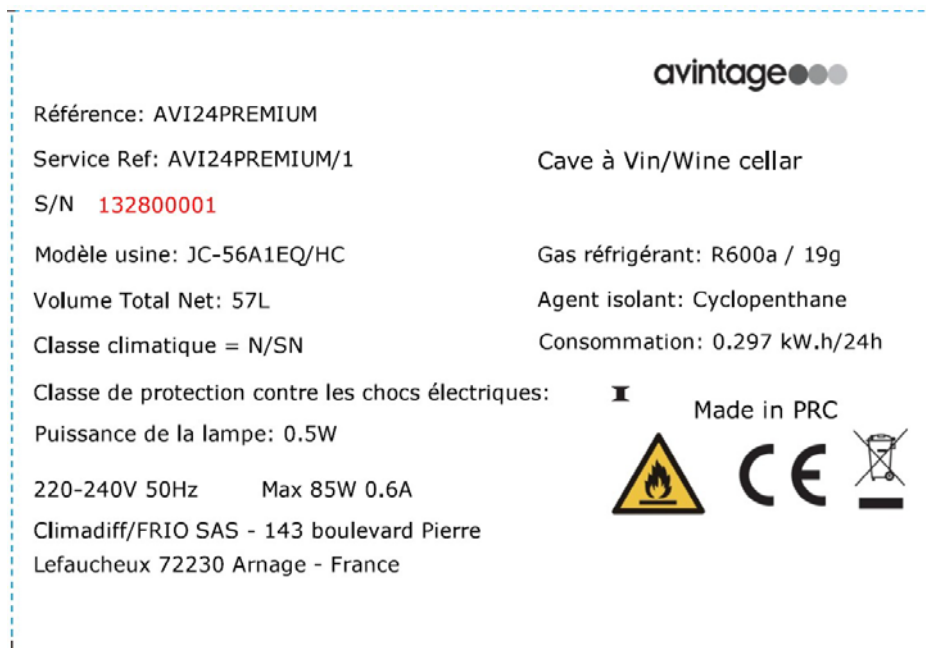 avintage
Référence: AVI24PREMIUM
Service Ref: AVI24PREMIUM/1
Cave à Vin/Wine cellar
S/N 132800001
Modèle usine: JC-56A1EQ/HC
Gas réfrigérant: R600a / 19g
Volume Total Net: 57L
Agent isolant: Cyclopenthane
Classe climatique = N/SN
Consommation: 0.297 kW.h/24h
Classe de protection contre les chocs électriques: I
Made in PRC
Puissance de la lampe: 0.5W
CE
220-240V 50Hz Max 85W 0.6A
Climadiff/FRIO SAS - 143 boulevard Pierre
Lefaucheux 72230 Arnage - France